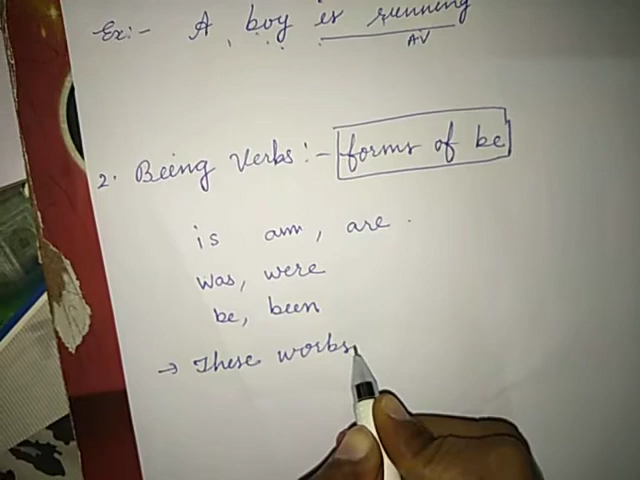 Ex:- A boy is running
AV
2. Being Verbs:- forms of be
is am, are.
was, were
be, been
→ These worbs